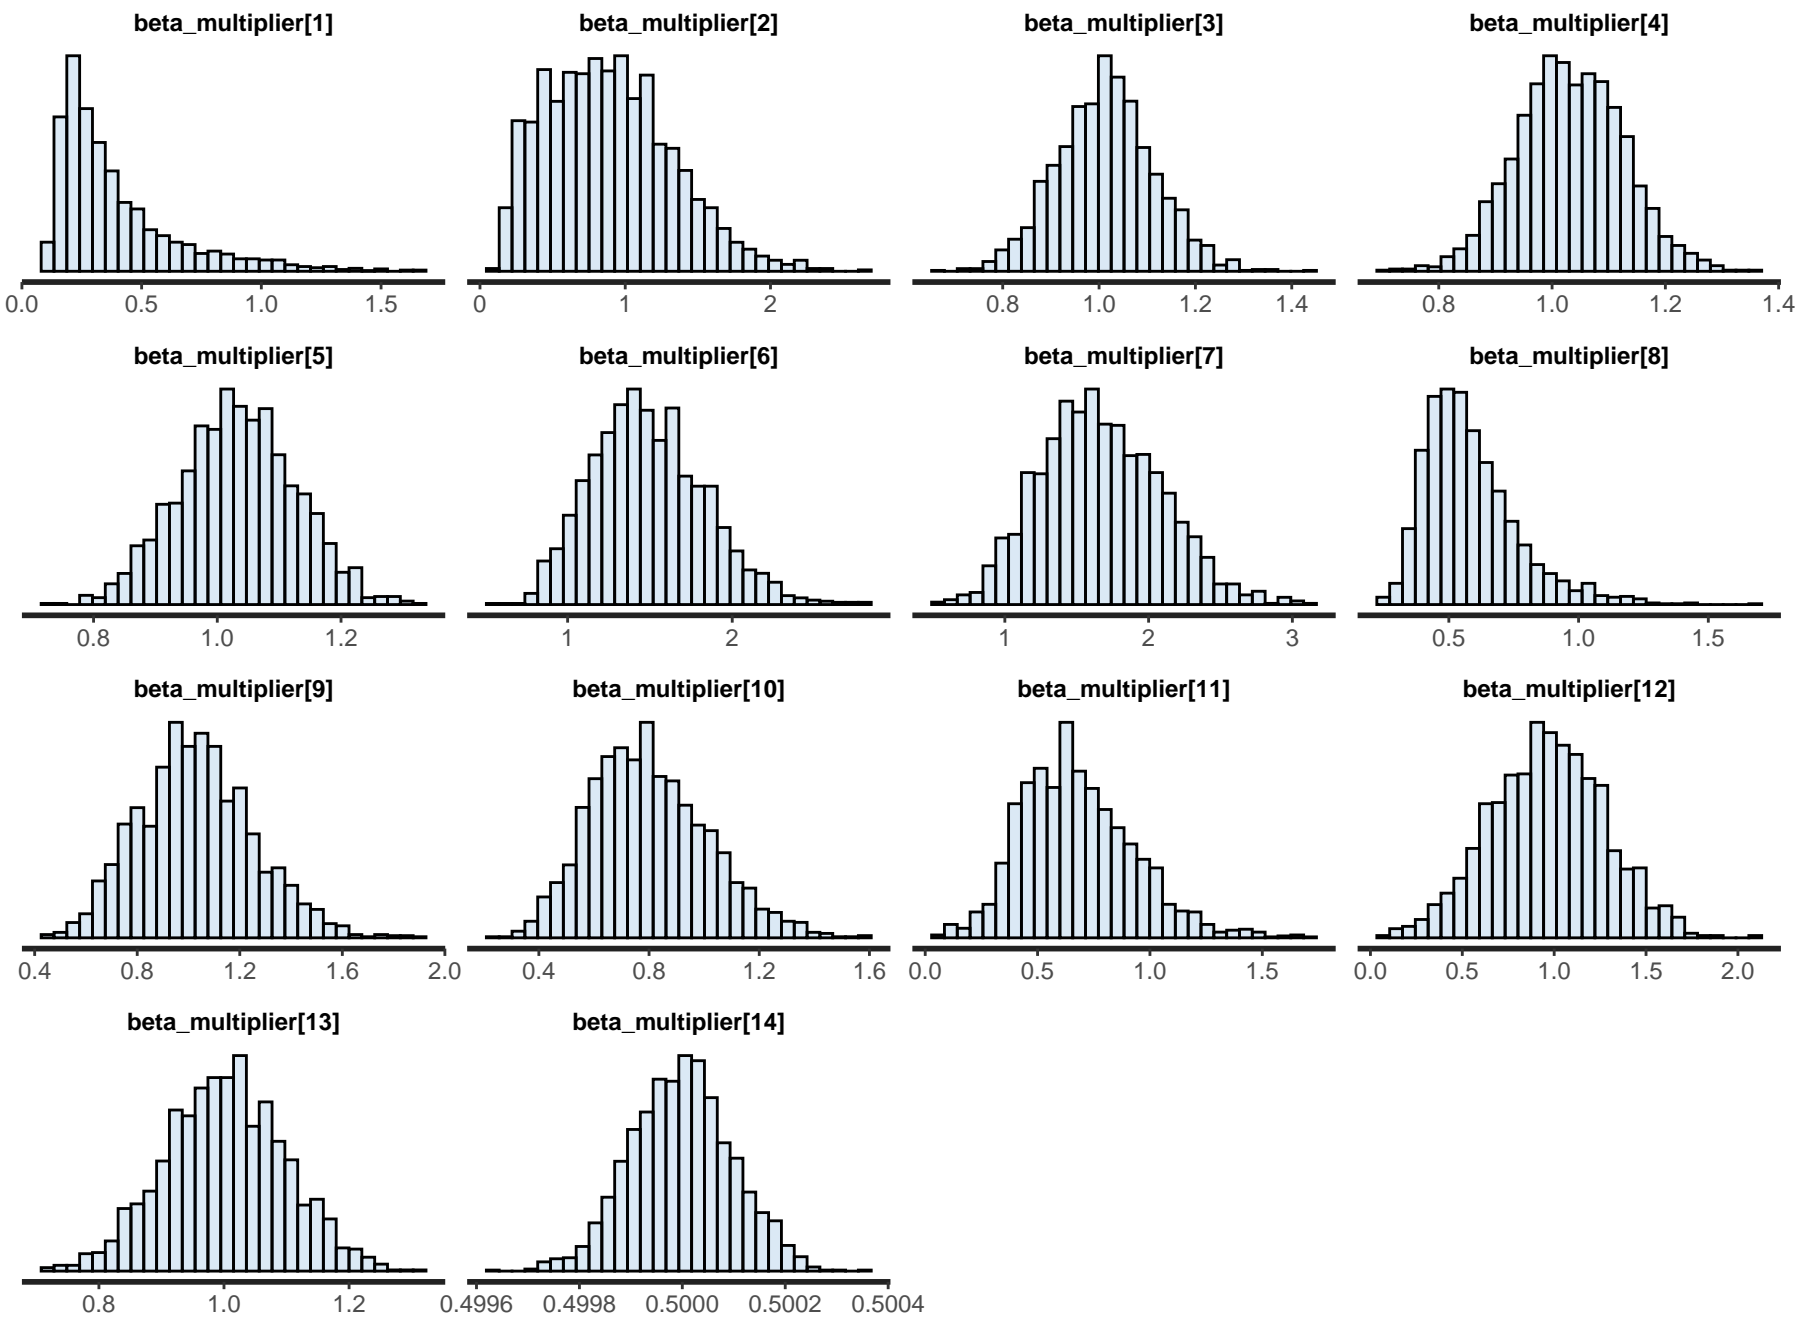 beta_multiplier[1] beta_multiplier[2] beta_multiplier[3] beta_multiplier[4]
0.0 0.5 1.0 1.5 0 1 2 0.8 1.0 1.2 1.4 0.8 1.0 1.2 1.4
beta_multiplier[5] beta_multiplier[6] beta_multiplier[7] beta_multiplier[8]
0.8 1.0 1.2 1 2 1 2 3 0.5 1.0 1.5
beta_multiplier[9] beta_multiplier[10] beta_multiplier[11] beta_multiplier[12]
0.4 0.8 1.2 1.6 2.0 0.4 0.8 1.2 1.6 0.0 0.5 1.0 1.5 0.0 0.5 1.0 1.5 2.0
beta_multiplier[13] beta_multiplier[14]
0.8 1.0 1.2 0.4996 0.4998 0.5000 0.5002 0.5004